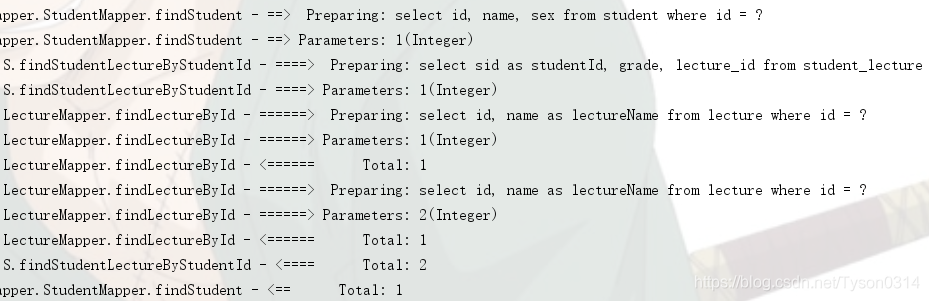 apper.StudentMapper.findStudent - ==>  Preparing: select id, name, sex from student where id = ?
apper.StudentMapper.findStudent - ==> Parameters: 1(Integer)
S.findStudentLectureByStudentId - ====>  Preparing: select sid as studentId, grade, lecture_id from student_lecture
S.findStudentLectureByStudentId - ====> Parameters: 1(Integer)
LectureMapper.findLectureById - ======>  Preparing: select id, name as lectureName from lecture where id = ?
LectureMapper.findLectureById - ======> Parameters: 1(Integer)
LectureMapper.findLectureById - <======      Total: 1
LectureMapper.findLectureById - ======>  Preparing: select id, name as lectureName from lecture where id = ?
LectureMapper.findLectureById - ======> Parameters: 2(Integer)
LectureMapper.findLectureById - <======      Total: 1
S.findStudentLectureByStudentId - <====      Total: 2
apper.StudentMapper.findStudent - <==      Total: 1
https://blog.csdn.net/Tyson0314